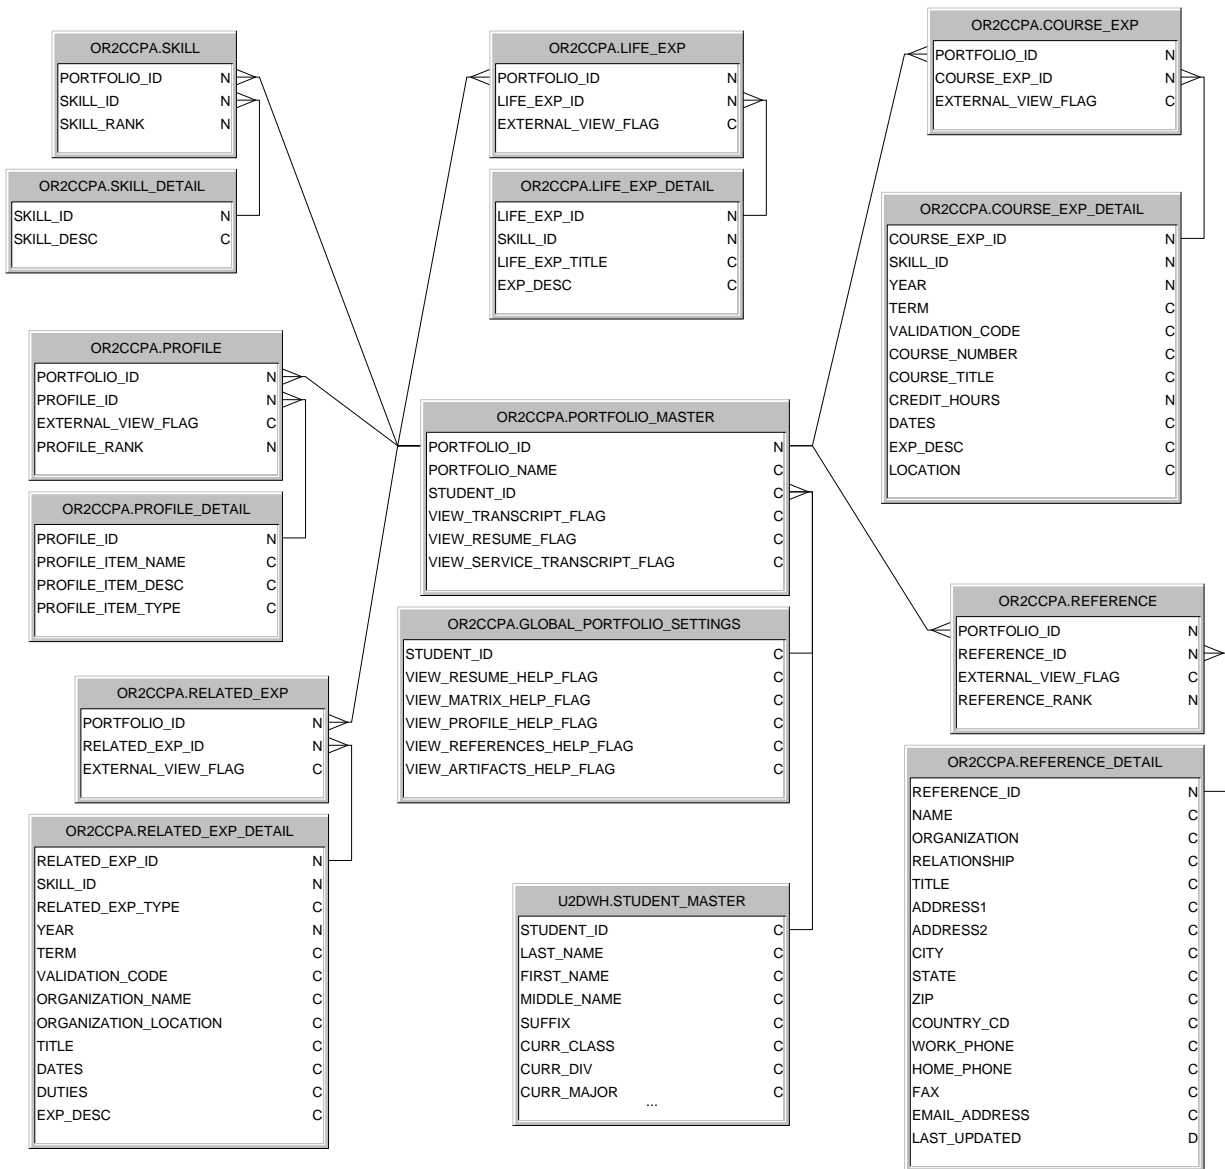 OR2CCPA.SKILL
PORTFOLIO_ID N
SKILL_ID N
SKILL_RANK N
OR2CCPA.SKILL_DETAIL
SKILL_ID N
SKILL_DESC C
OR2CCPA.PROFILE
PORTFOLIO_ID N
PROFILE_ID N
EXTERNAL_VIEW_FLAG C
PROFILE_RANK N
OR2CCPA.PROFILE_DETAIL
PROFILE_ID N
PROFILE_ITEM_NAME C
PROFILE_ITEM_DESC C
PROFILE_ITEM_TYPE C
OR2CCPA.RELATED_EXP
PORTFOLIO_ID N
RELATED_EXP_ID N
EXTERNAL_VIEW_FLAG C
OR2CCPA.RELATED_EXP_DETAIL
RELATED_EXP_ID N
SKILL_ID N
RELATED_EXP_TYPE C
YEAR N
TERM C
VALIDATION_CODE C
ORGANIZATION_NAME C
ORGANIZATION_LOCATION C
TITLE C
DATES C
DUTIES C
EXP_DESC C
OR2CCPA.LIFE_EXP
PORTFOLIO_ID N
LIFE_EXP_ID N
EXTERNAL_VIEW_FLAG C
OR2CCPA.LIFE_EXP_DETAIL
LIFE_EXP_ID N
SKILL_ID N
LIFE_EXP_TITLE C
EXP_DESC C
OR2CCPA.PORTFOLIO_MASTER
PORTFOLIO_ID N
PORTFOLIO_NAME C
STUDENT_ID C
VIEW_TRANSCRIPT_FLAG C
VIEW_RESUME_FLAG C
VIEW_SERVICE_TRANSCRIPT_FLAG C
OR2CCPA.GLOBAL_PORTFOLIO_SETTINGS
STUDENT_ID C
VIEW_RESUME_HELP_FLAG C
VIEW_MATRIX_HELP_FLAG C
VIEW_PROFILE_HELP_FLAG C
VIEW_REFERENCES_HELP_FLAG C
VIEW_ARTIFACTS_HELP_FLAG C
U2DWH.STUDENT_MASTER
STUDENT_ID C
LAST_NAME C
FIRST_NAME C
MIDDLE_NAME C
SUFFIX C
CURR_CLASS C
CURR_DIV C
CURR_MAJOR C
...
OR2CCPA.COURSE_EXP
PORTFOLIO_ID N
COURSE_EXP_ID N
EXTERNAL_VIEW_FLAG C
OR2CCPA.COURSE_EXP_DETAIL
COURSE_EXP_ID N
SKILL_ID N
YEAR N
TERM C
VALIDATION_CODE C
COURSE_NUMBER C
COURSE_TITLE C
CREDIT_HOURS N
DATES C
EXP_DESC C
LOCATION C
OR2CCPA.REFERENCE
PORTFOLIO_ID N
REFERENCE_ID N
EXTERNAL_VIEW_FLAG C
REFERENCE_RANK N
OR2CCPA.REFERENCE_DETAIL
REFERENCE_ID N
NAME C
ORGANIZATION C
RELATIONSHIP C
TITLE C
ADDRESS1 C
ADDRESS2 C
CITY C
STATE C
ZIP C
COUNTRY_CD C
WORK_PHONE C
HOME_PHONE C
FAX C
EMAIL_ADDRESS C
LAST_UPDATED D